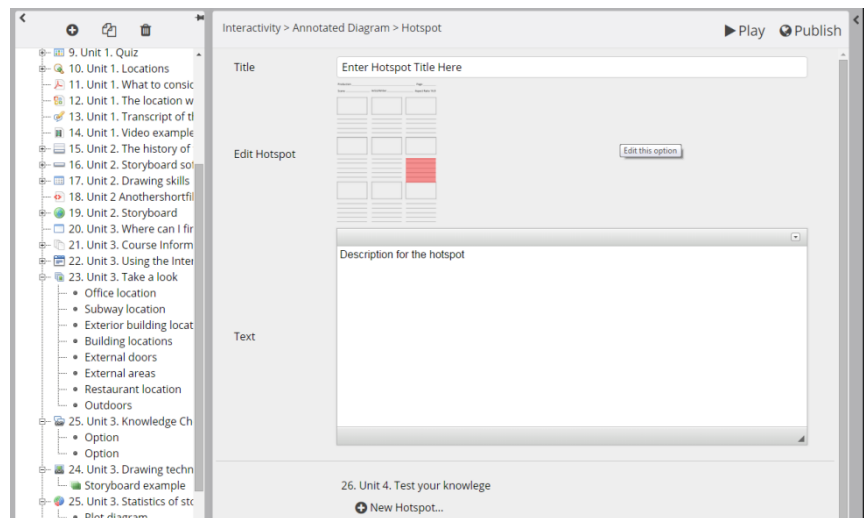 Interactivity > Annotated Diagram > Hotspot
Play
Publish
9. Unit 1. Quiz
10. Unit 1. Locations
11. Unit 1. What to consic
12. Unit 1. The location w
13. Unit 1. Transcript of tl
14. Unit 1. Video example
15. Unit 2. The history of
16. Unit 2. Storyboard sof
17. Unit 2. Drawing skills
18. Unit 2 Anothershortfil
19. Unit 2. Storyboard
20. Unit 3. Where can I fir
21. Unit 3. Course Inform
22. Unit 3. Using the Inter
23. Unit 3. Take a look
Office location
Subway location
Exterior building locat
Building locations
External doors
External areas
Restaurant location
Outdoors
25. Unit 3. Knowledge Ch
Option
Option
24. Unit 3. Drawing techn
Storyboard example
25. Unit 3. Statistics of sto
Plot diagram
Title
Enter Hotspot Title Here
Edit Hotspot
Edit this option
Text
Description for the hotspot
26. Unit 4. Test your knowlege
New Hotspot...